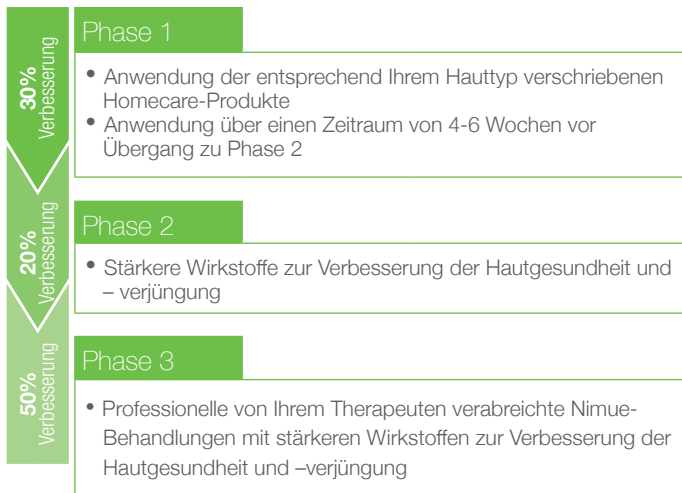 30%
Verbesserung
Phase 1
• Anwendung der entsprechend Ihrem Hauttyp verschriebenen
Homecare-Produkte
• Anwendung über einen Zeitraum von 4-6 Wochen vor
Übergang zu Phase 2
20%
Verbesserung
Phase 2
• Stärkere Wirkstoffe zur Verbesserung der Hautgesundheit und
– verjüngung
50%
Verbesserung
Phase 3
• Professionelle von Ihrem Therapeuten verabreichte Nimue-
Behandlungen mit stärkeren Wirkstoffen zur Verbesserung der
Hautgesundheit und –verjüngung